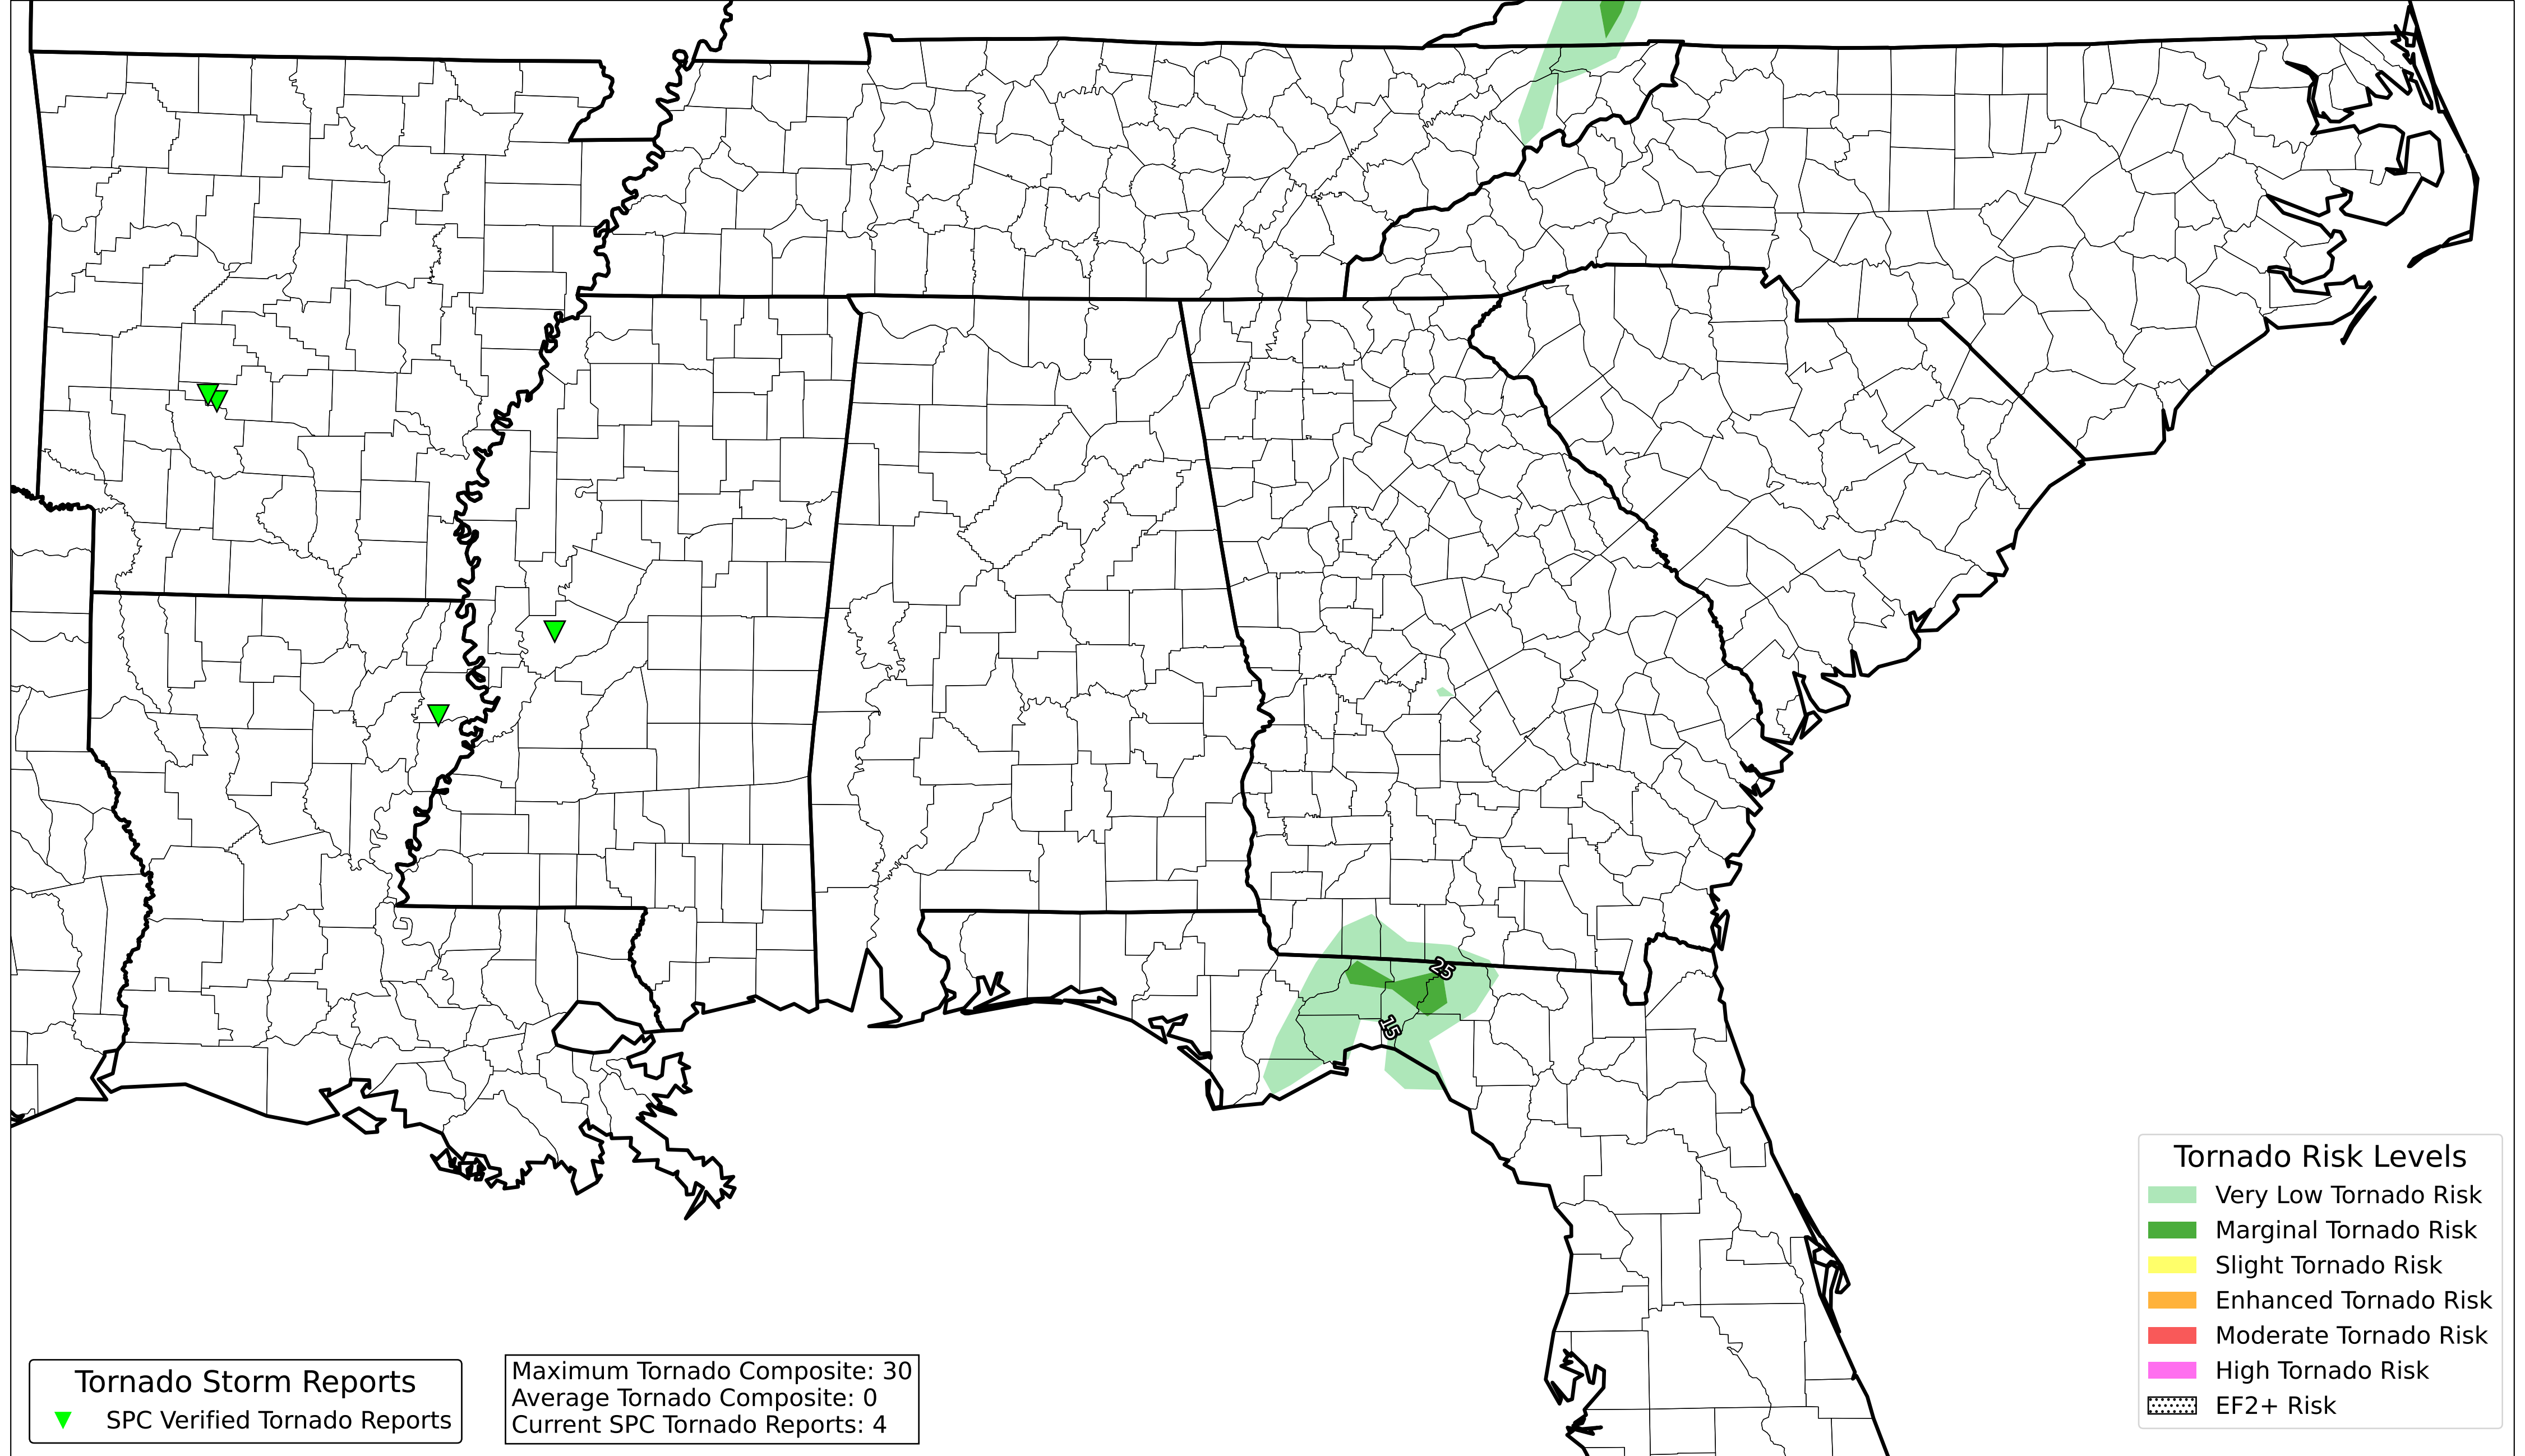 25
15
Tornado Risk Levels
Very Low Tornado Risk
Marginal Tornado Risk
Slight Tornado Risk
Enhanced Tornado Risk
Moderate Tornado Risk
High Tornado Risk
EF2+ Risk
Tornado Storm Reports
SPC Verified Tornado Reports
Maximum Tornado Composite: 30
Average Tornado Composite: 0
Current SPC Tornado Reports: 4